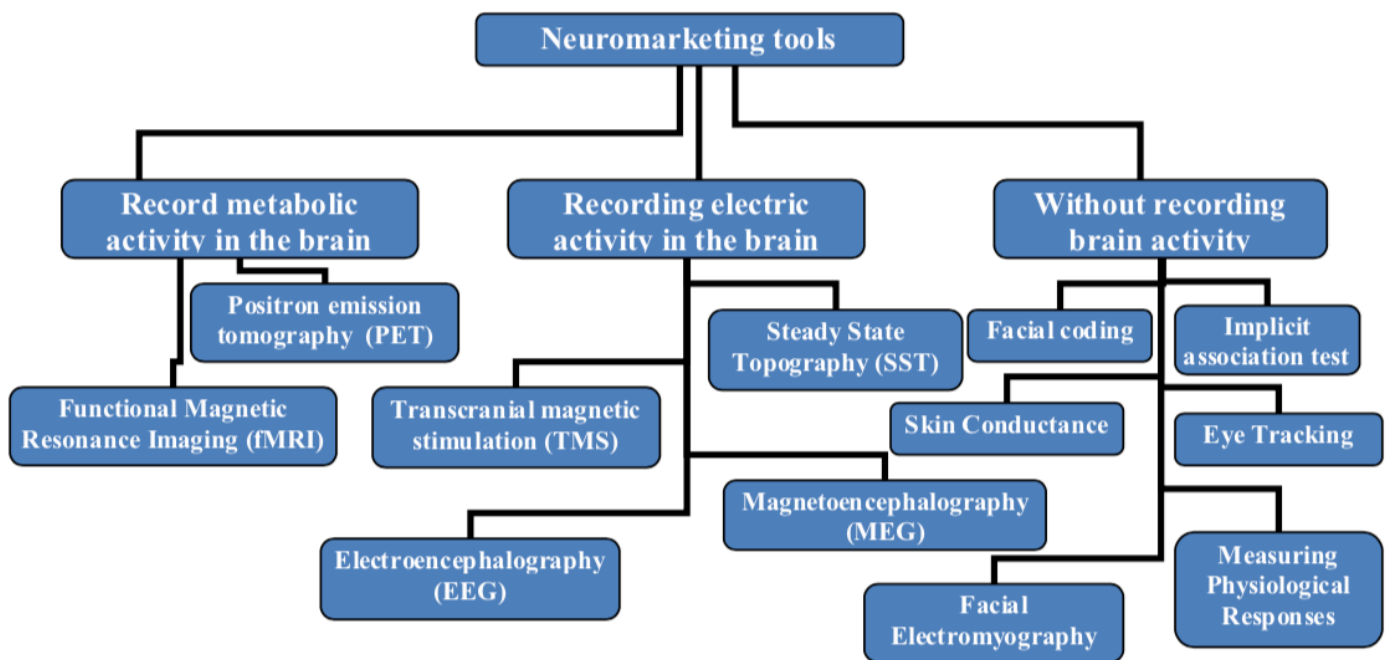 Neuromarketing tools
Record metabolic
activity in the brain
Recording electric
activity in the brain
Without recording
brain activity
Positron emission
tomography (PET)
Functional Magnetic
Resonance Imaging (fMRI)
Steady State
Topography (SST)
Transcranial magnetic
stimulation (TMS)
Magnetoencephalography
(MEG)
Electroencephalography
(EEG)
Facial coding
Implicit
association test
Skin Conductance
Eye Tracking
Facial
Electromyography
Measuring
Physiological
Responses